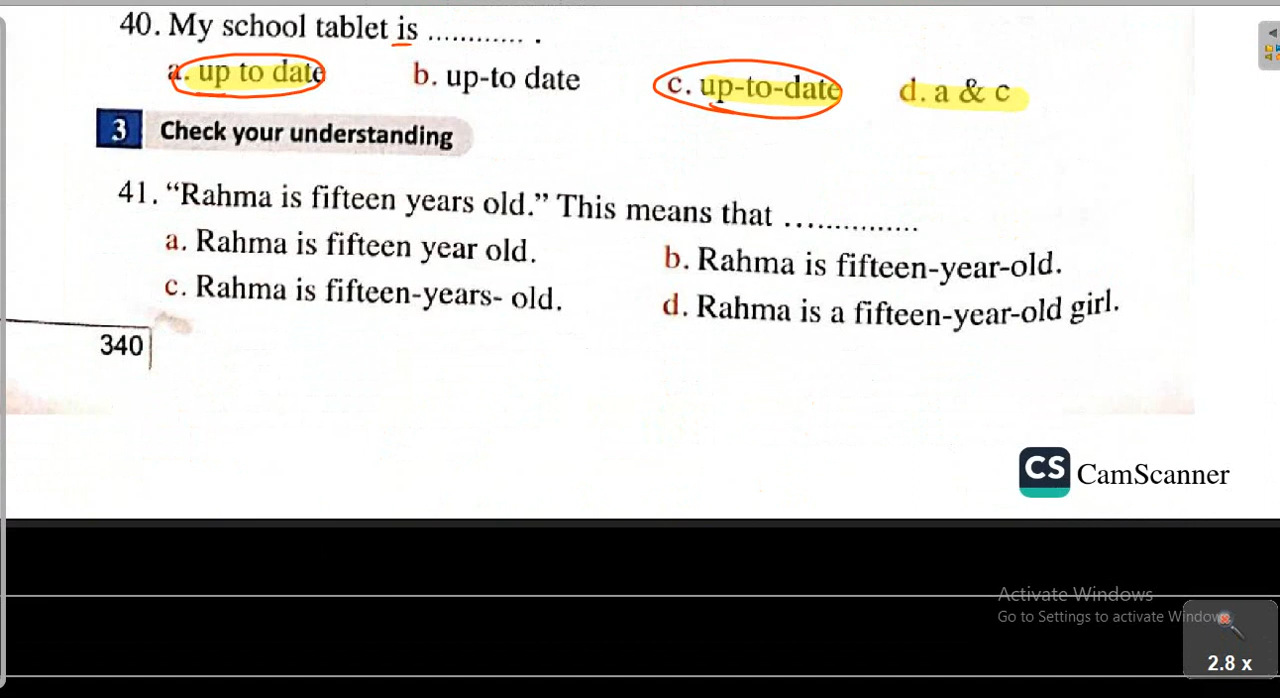 40. My school tablet is ............ .
a. up to date b. up-to date c. up-to-date d. a & c
3 Check your understanding
41. “Rahma is fifteen years old.” This means that ...............
a. Rahma is fifteen year old. b. Rahma is fifteen-year-old.
c. Rahma is fifteen-years- old. d. Rahma is a fifteen-year-old girl.
340
CS CamScanner
Activate Windows
Go to Settings to activate Windows
2.8 x